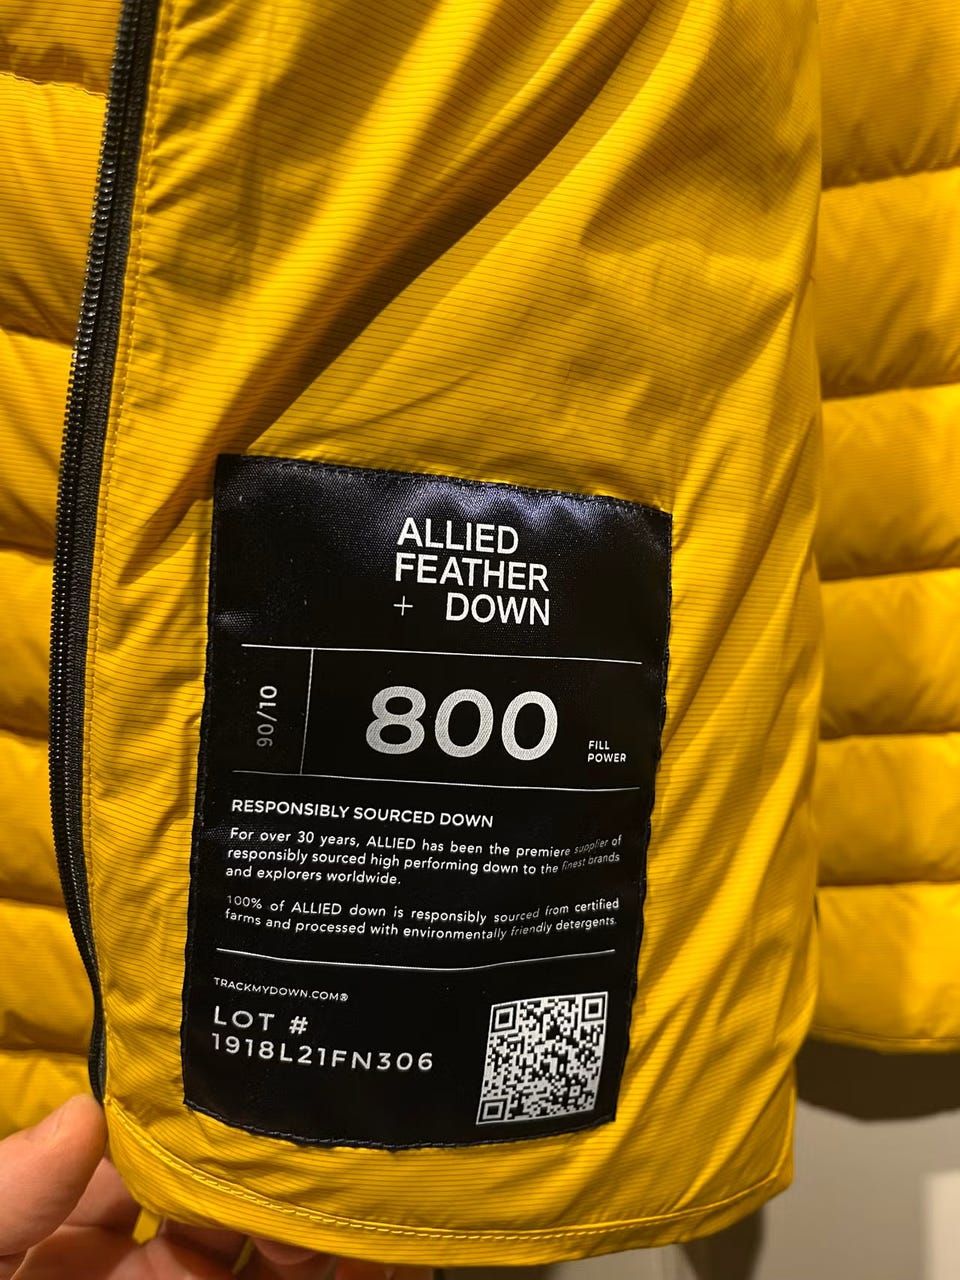 ALLIED
FEATHER
+ DOWN
90/10
800
FILL
POWER
RESPONSIBLY SOURCED DOWN
For over 30 years, ALLIED has been the premiere supplier of
responsibly sourced high performing down to the finest brands
and explorers worldwide.
100% of ALLIED down is responsibly sourced from certified
farms and processed with environmentally friendly detergents.
TRACKMYDOWN.COM®
LOT #
1918L21FN306